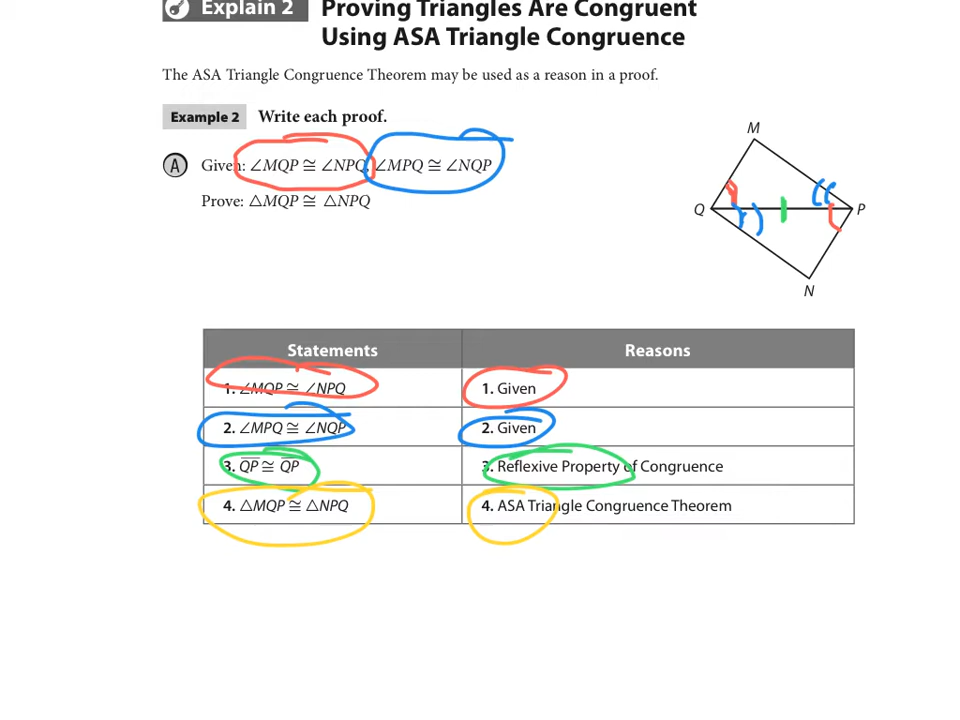 Explain 2 Proving Triangles Are Congruent
Using ASA Triangle Congruence
The ASA Triangle Congruence Theorem may be used as a reason in a proof.
Example 2 Write each proof.
A Given: ∠MQP ≅ ∠NPQ, ∠MPQ ≅ ∠NQP
Prove: △MQP ≅ △NPQ
M
Q
P
N
Statements Reasons
1. ∠MQP ≅ ∠NPQ 1. Given
2. ∠MPQ ≅ ∠NQP 2. Given
3. Q̅P̅ ≅ Q̅P̅ 3. Reflexive Property of Congruence
4. △MQP ≅ △NPQ 4. ASA Triangle Congruence Theorem